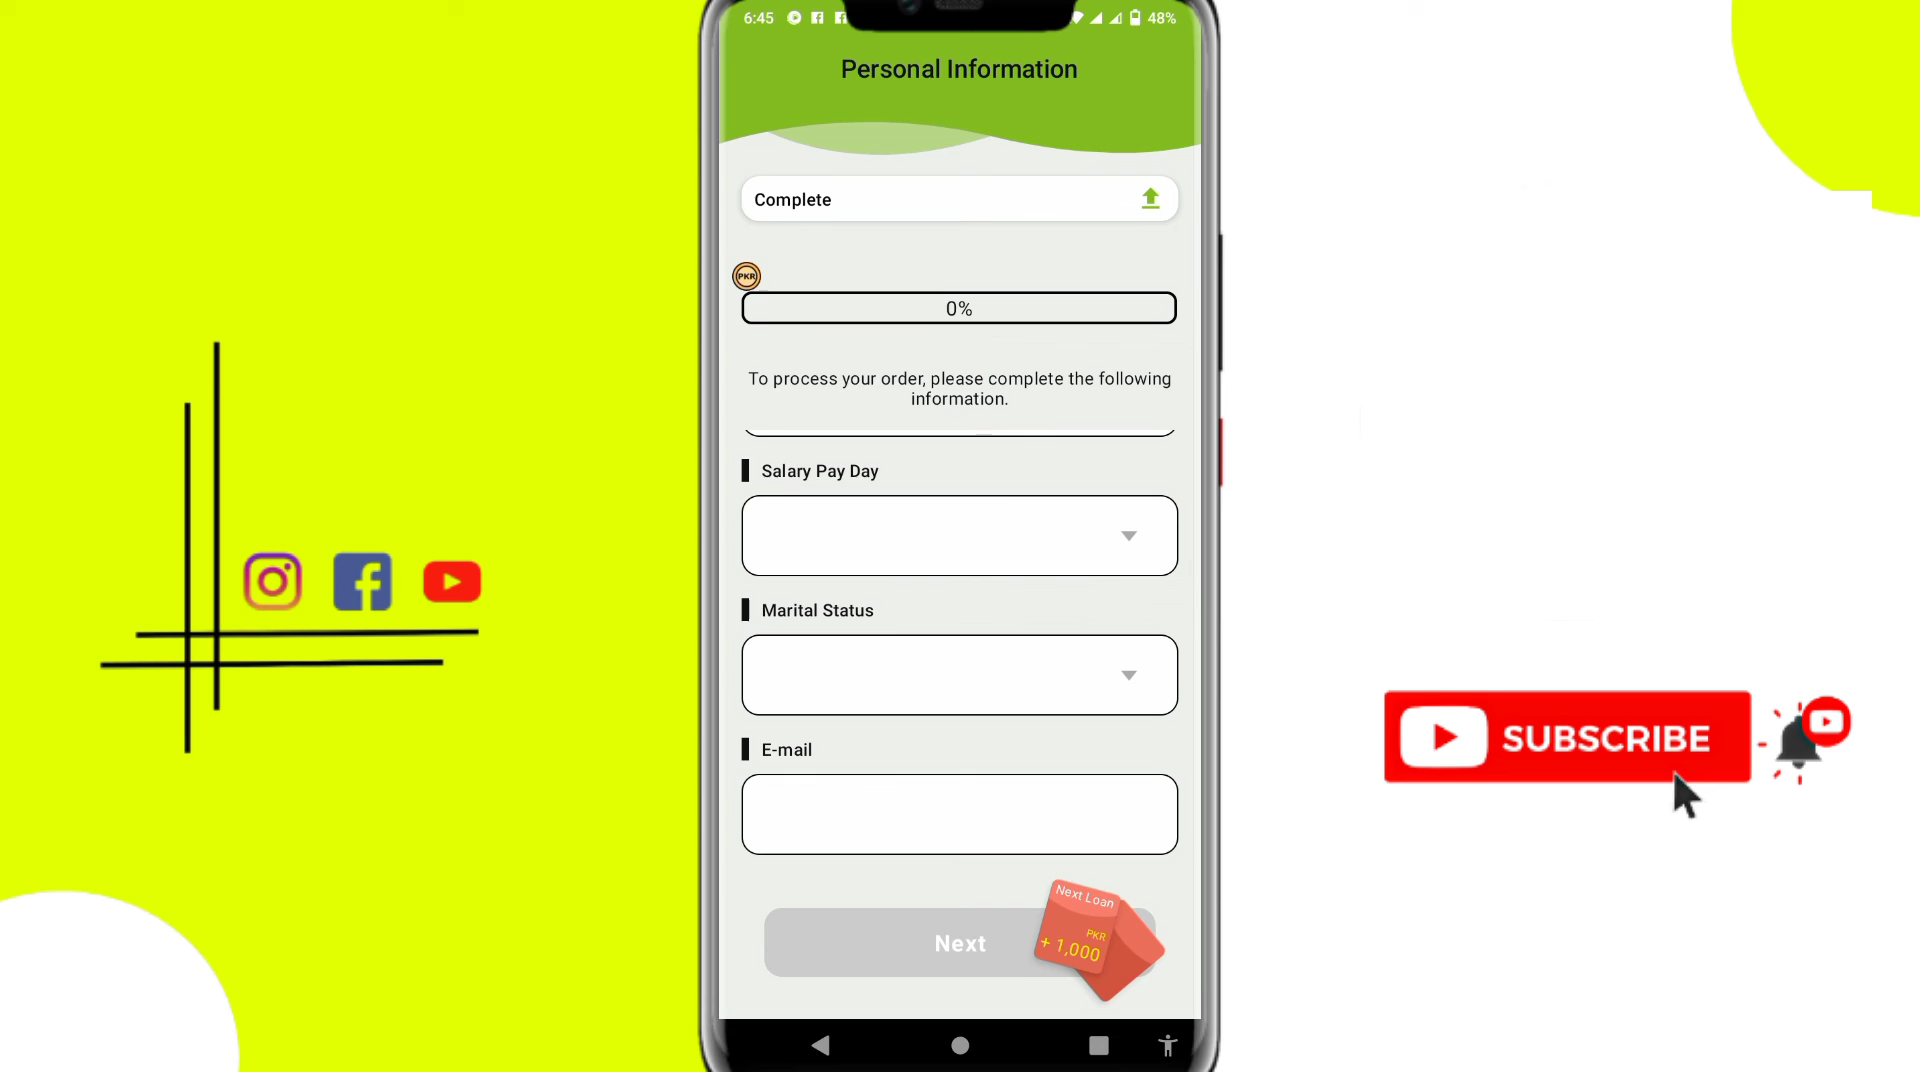 6:45
48%
Personal Information
Complete
PKR
0%
To process your order, please complete the following
information.
Salary Pay Day
Marital Status
E-mail
Next Loan
PKR
+ 1,000
Next
SUBSCRIBE